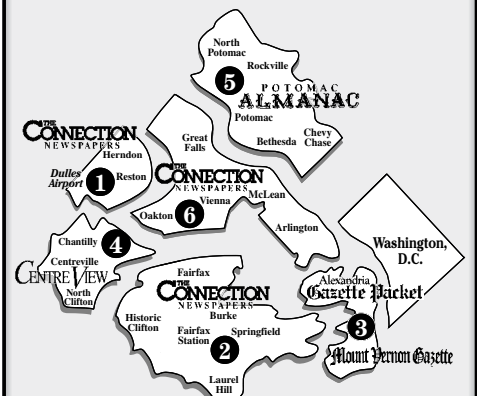 North
Potomac
Rockville
5
POTOMAC
ALMANAC
Potomac
Bethesda
Chevy
Chase
THE
CONNECTION
NEWSPAPERS
Herndon
Dulles
Airport
1
Reston
Great
Falls
THE
CONNECTION
NEWSPAPERS
McLean
Vienna
Oakton
6
Arlington
Chantilly
4
Centreville
CENTRE VIEW
North
Clifton
Washington,
D.C.
Fairfax
THE
CONNECTION
NEWSPAPERS
Burke
Historic
Clifton
Fairfax
Station
Springfield
2
Laurel
Hill
Alexandria
Gazette Packet
3
Mount Vernon Gazette